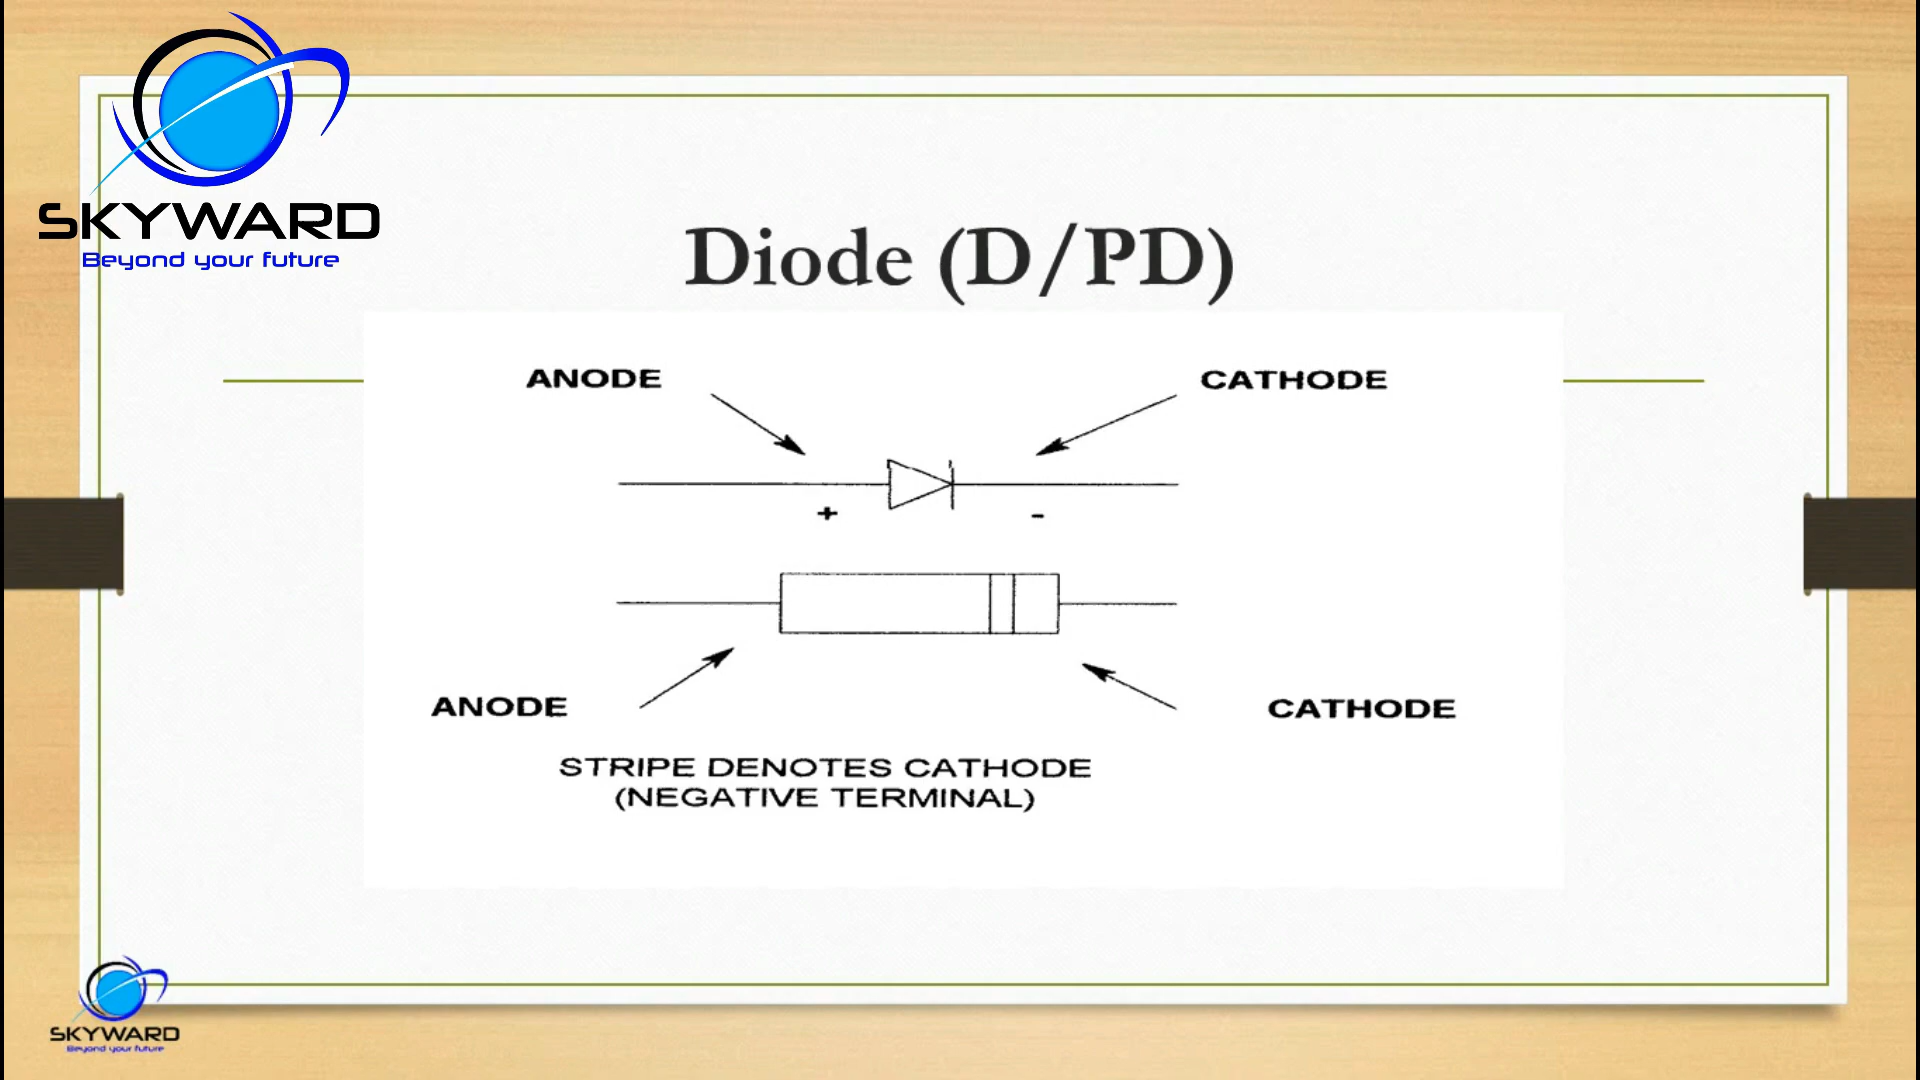 SKYWARD
Beyond your future
Diode (D/PD)
ANODE
CATHODE
+
-
ANODE
CATHODE
STRIPE DENOTES CATHODE
(NEGATIVE TERMINAL)
SKYWARD
Beyond your future